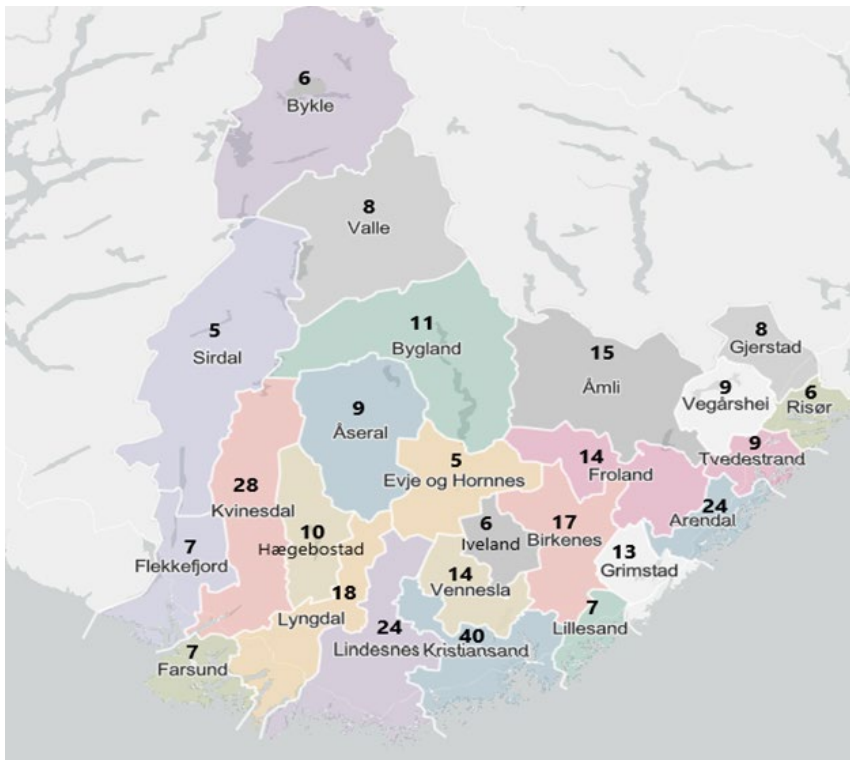 6
Bykle
8
Valle
5
Sirdal
11
Bygland
15
Åmli
8
Gjerstad
9
Vegårshei
6
Risør
9
Åseral
9
Tvedestrand
5
Evje og Hornnes
14
Froland
28
Kvinesdal
24
Arendal
10
Hægebostad
6
Iveland
17
Birkenes
7
Flekkefjord
13
Grimstad
14
Vennesla
18
Lyngdal
7
Lillesand
24
Lindesnes
40
Kristiansand
7
Farsund